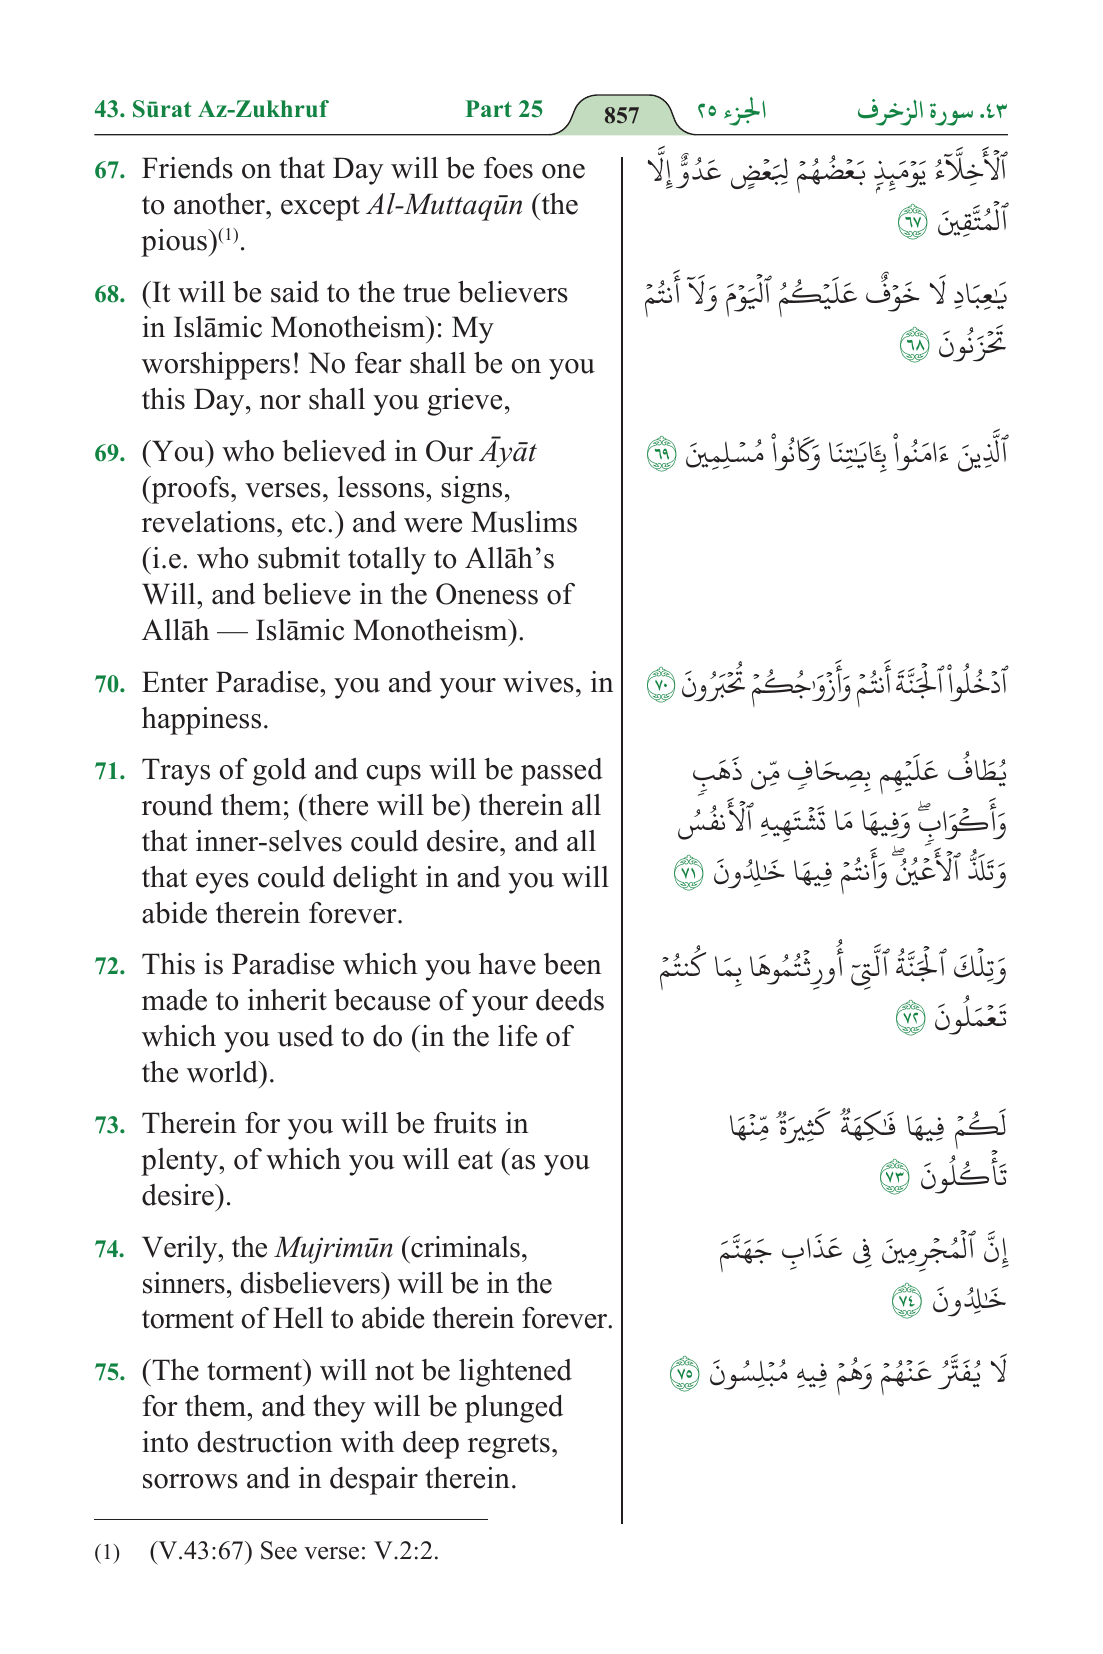 43. Sūrat Az-Zukhruf Part 25 857 الجزء ٢٥ ٤٣. سورة الزخرف
67. Friends on that Day will be foes one
to another, except Al-Muttaqūn (the
pious)(1).
68. (It will be said to the true believers
in Islāmic Monotheism): My
worshippers! No fear shall be on you
this Day, nor shall you grieve,
69. (You) who believed in Our Āyāt
(proofs, verses, lessons, signs,
revelations, etc.) and were Muslims
(i.e. who submit totally to Allāh’s
Will, and believe in the Oneness of
Allāh — Islāmic Monotheism).
70. Enter Paradise, you and your wives, in
happiness.
71. Trays of gold and cups will be passed
round them; (there will be) therein all
that inner-selves could desire, and all
that eyes could delight in and you will
abide therein forever.
72. This is Paradise which you have been
made to inherit because of your deeds
which you used to do (in the life of
the world).
73. Therein for you will be fruits in
plenty, of which you will eat (as you
desire).
74. Verily, the Mujrimūn (criminals,
sinners, disbelievers) will be in the
torment of Hell to abide therein forever.
75. (The torment) will not be lightened
for them, and they will be plunged
into destruction with deep regrets,
sorrows and in despair therein.
ٱلْأَخِلَّآءُ يَوْمَئِذٍۭ بَعْضُهُمْ لِبَعْضٍ عَدُوٌّ إِلَّا
ٱلْمُتَّقِينَ ٦٧
يَـٰعِبَادِ لَا خَوْفٌ عَلَيْكُمُ ٱلْيَوْمَ وَلَآ أَنتُمْ
تَحْزَنُونَ ٦٨
ٱلَّذِينَ ءَامَنُوا۟ بِـَٔايَـٰتِنَا وَكَانُوا۟ مُسْلِمِينَ ٦٩
ٱدْخُلُوا۟ ٱلْجَنَّةَ أَنتُمْ وَأَزْوَٰجُكُمْ تُحْبَرُونَ ٧٠
يُطَافُ عَلَيْهِم بِصِحَافٍ مِّن ذَهَبٍ
وَأَكْوَابٍ ۖ وَفِيهَا مَا تَشْتَهِيهِ ٱلْأَنفُسُ
وَتَلَذُّ ٱلْأَعْيُنُ ۖ وَأَنتُمْ فِيهَا خَـٰلِدُونَ ٧١
وَتِلْكَ ٱلْجَنَّةُ ٱلَّتِىٓ أُورِثْتُمُوهَا بِمَا كُنتُمْ
تَعْمَلُونَ ٧٢
لَكُمْ فِيهَا فَـٰكِهَةٌ كَثِيرَةٌ مِّنْهَا
تَأْكُلُونَ ٧٣
إِنَّ ٱلْمُجْرِمِينَ فِى عَذَابِ جَهَنَّمَ
خَـٰلِدُونَ ٧٤
لَا يُفَتَّرُ عَنْهُمْ وَهُمْ فِيهِ مُبْلِسُونَ ٧٥
(1) (V.43:67) See verse: V.2:2.